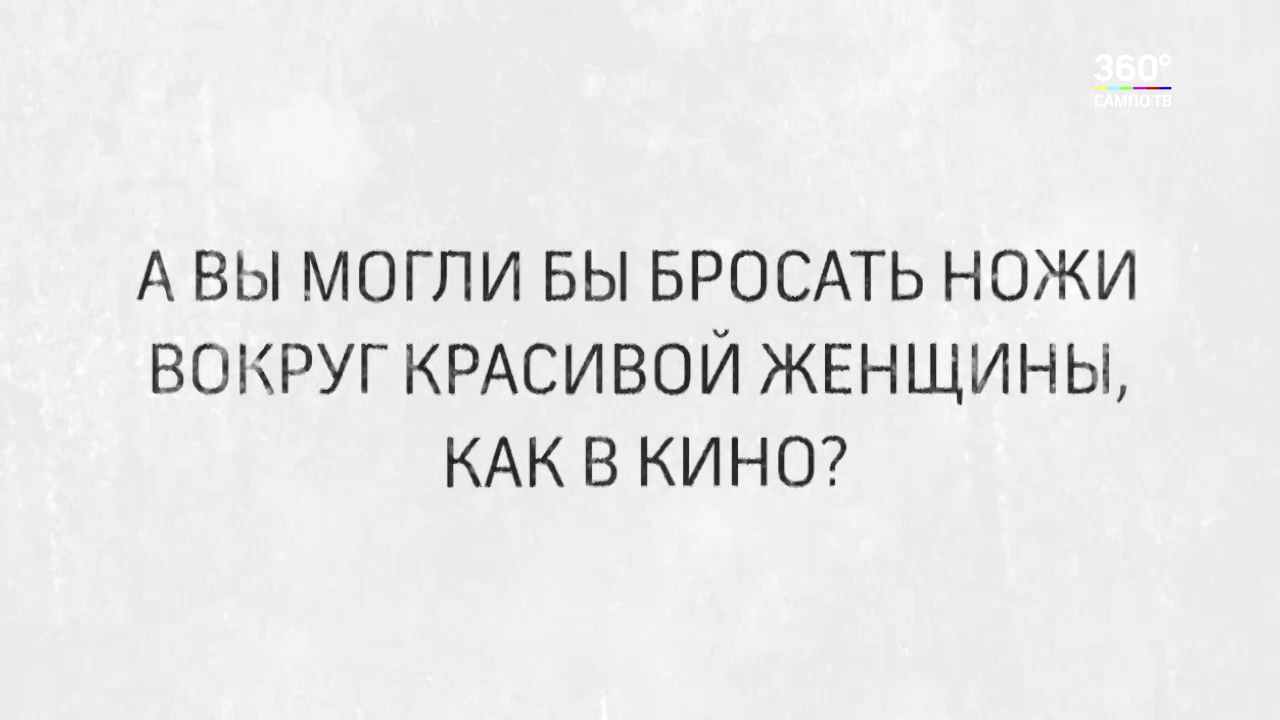 360°
САМПО ТВ
А ВЫ МОГЛИ БЫ БРОСАТЬ НОЖИ
ВОКРУГ КРАСИВОЙ ЖЕНЩИНЫ,
КАК В КИНО?